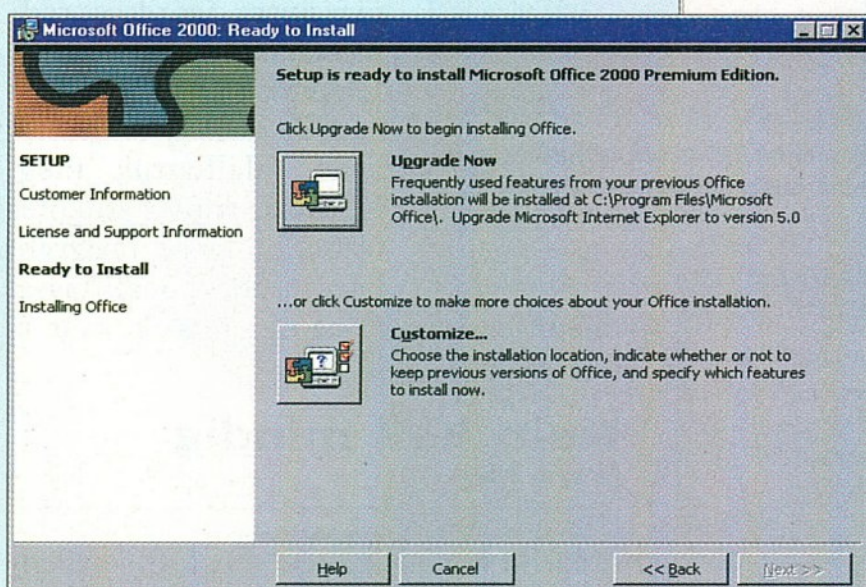 Microsoft Office 2000: Ready to Install
Setup is ready to install Microsoft Office 2000 Premium Edition.
Click Upgrade Now to begin installing Office.
SETUP
Customer Information
License and Support Information
Ready to Install
Installing Office
Upgrade Now
Frequently used features from your previous Office
installation will be installed at C:\Program Files\Microsoft
Office\. Upgrade Microsoft Internet Explorer to version 5.0
...or click Customize to make more choices about your Office installation.
Customize...
Choose the installation location, indicate whether or not to
keep previous versions of Office, and specify which features
to install now.
Help
Cancel
<< Back
Next >>